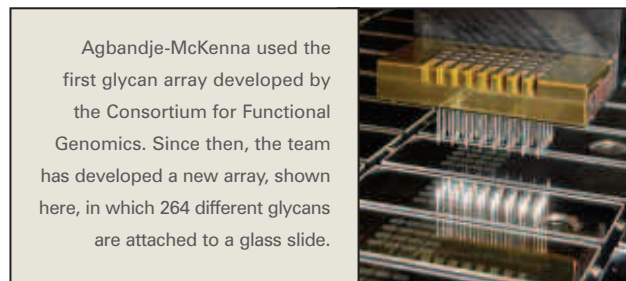 Agbandje-McKenna used the
first glycan array developed by
the Consortium for Functional
Genomics. Since then, the team
has developed a new array, shown
here, in which 264 different glycans
are attached to a glass slide.